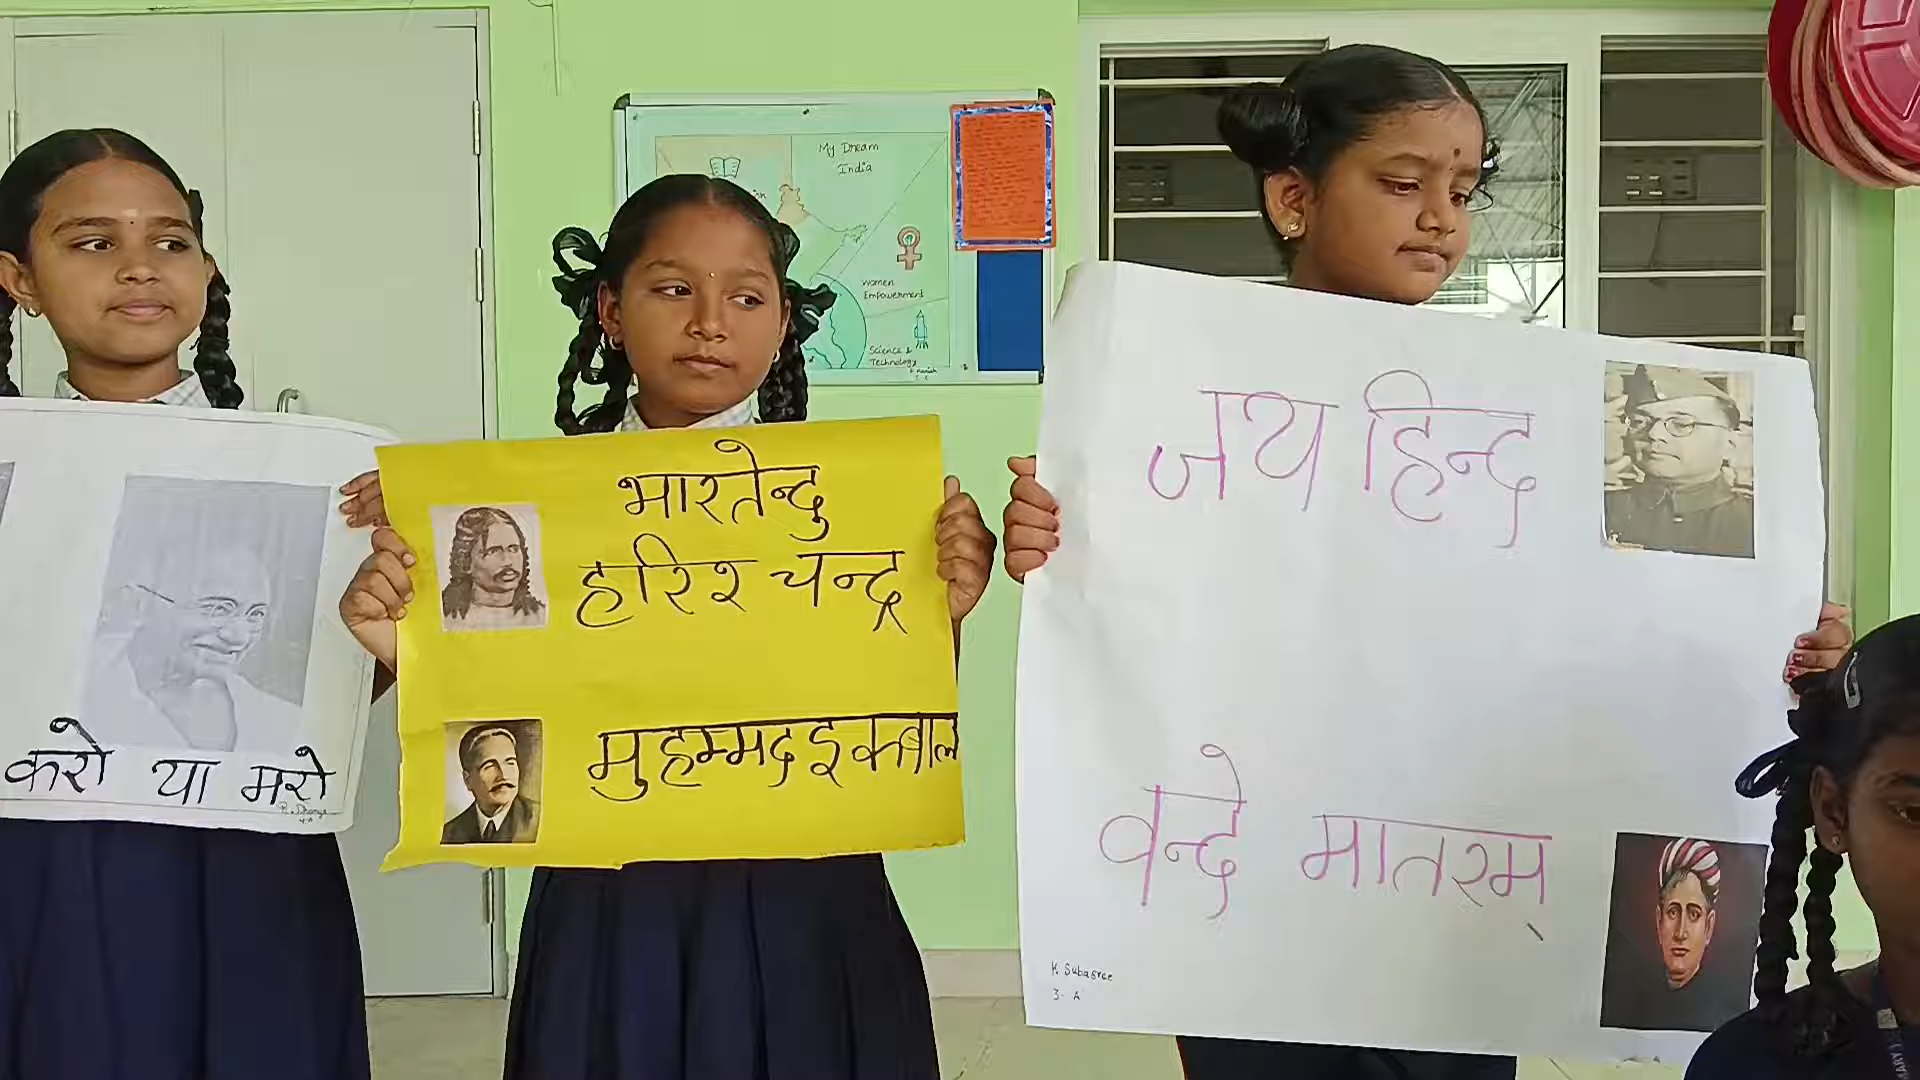 My Dream
India
Women
Empowerment
Science &
Technology
करो या मरो
भारतेन्दु
हरिश चन्द्र
मुहम्मद इकबाल
जय हिन्द
वन्दे मातरम्
K. Subasree
3- A